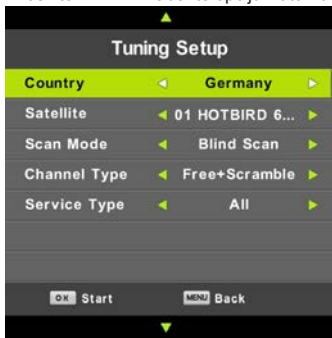 Tuning Setup
Country Germany
Satellite 01 HOTBIRD 6...
Scan Mode Blind Scan
Channel Type Free+Scramble
Service Type All
OK Start MENU Back